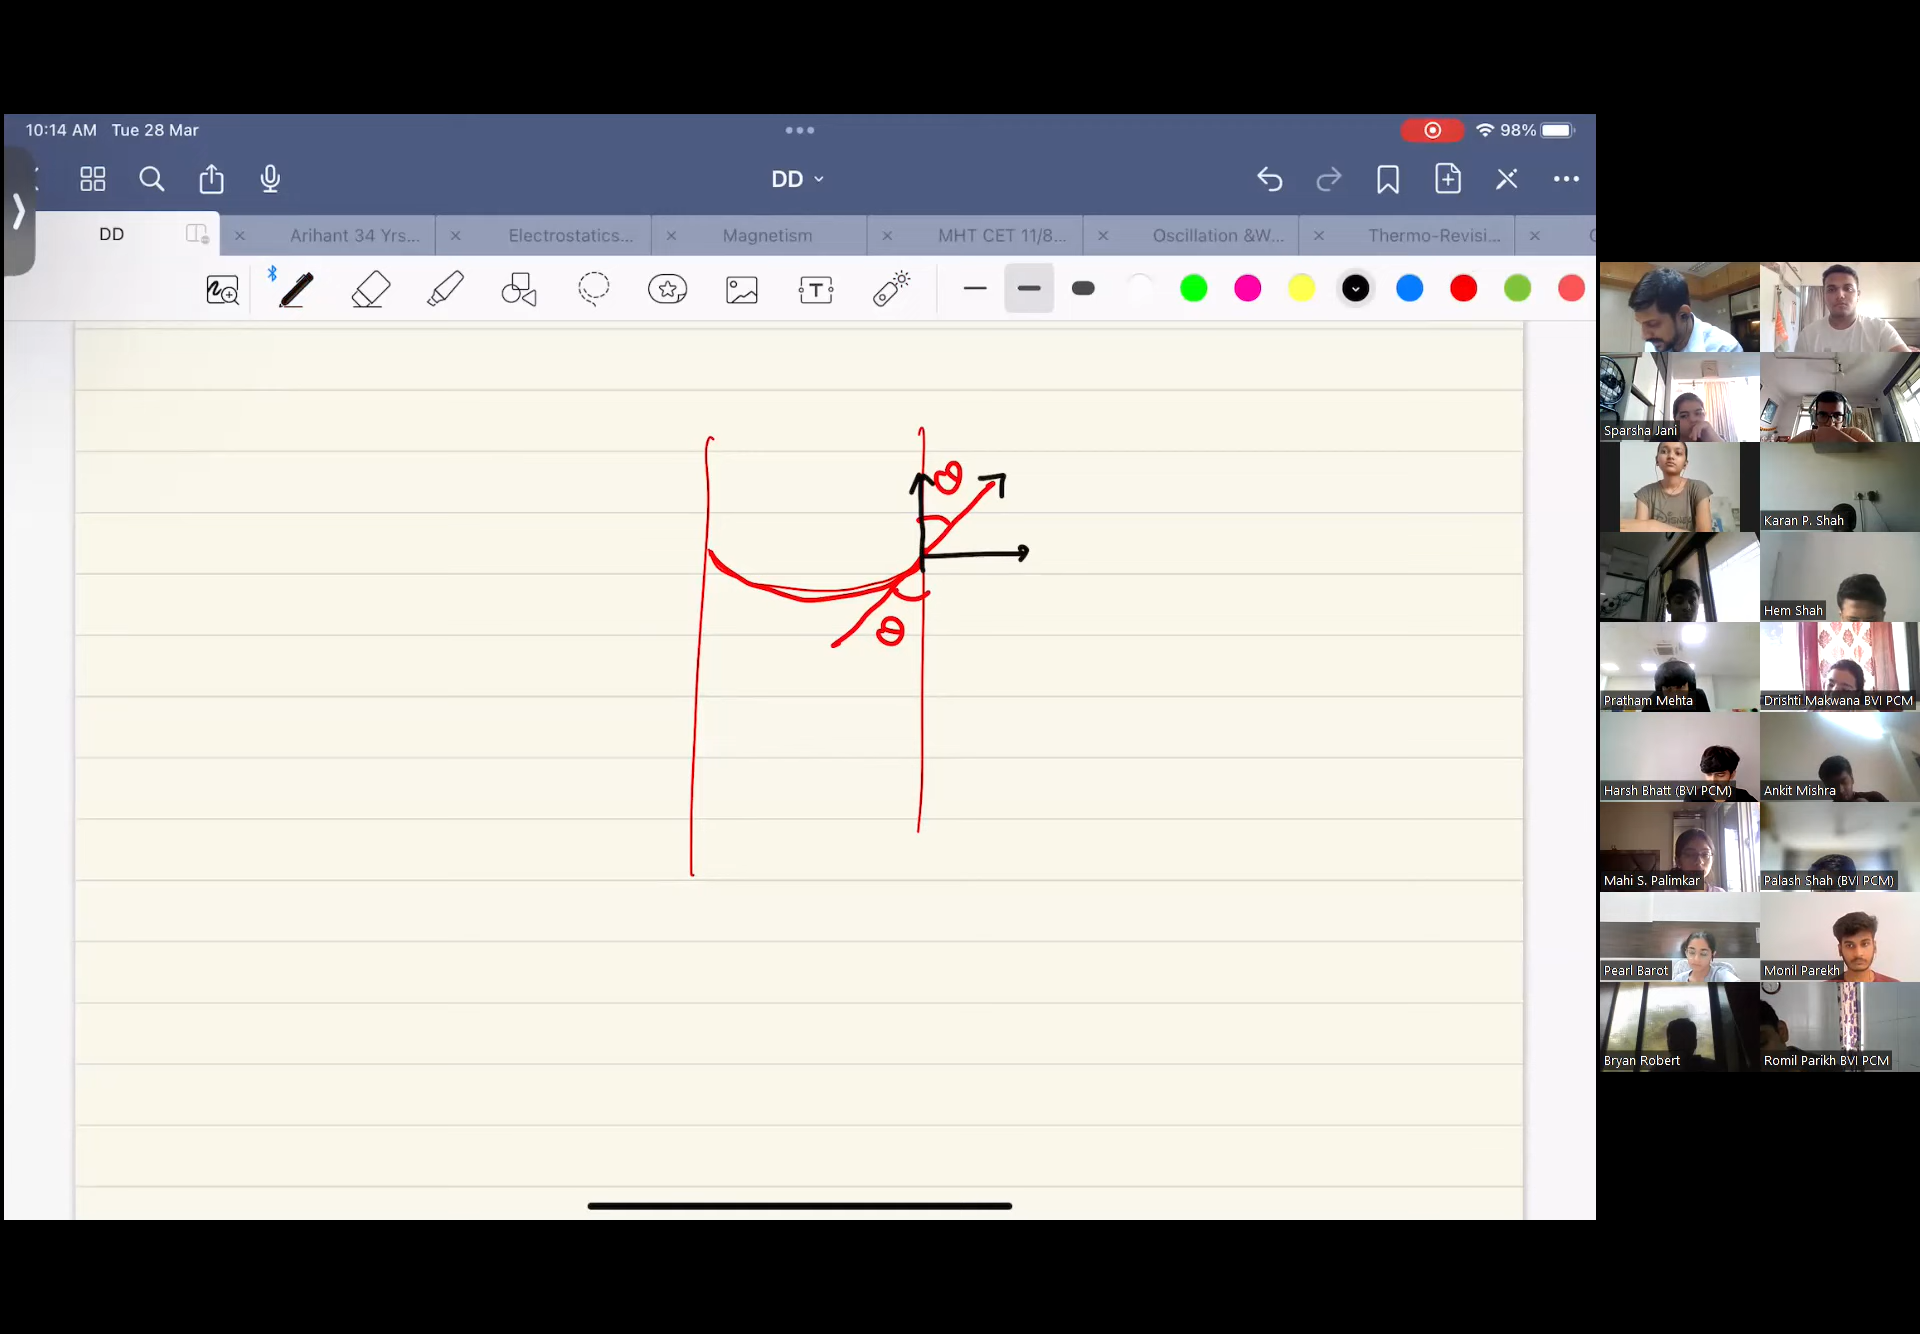 10:14 AM Tue 28 Mar
98%
DD
DD
Arihant 34 Yrs...
Electrostatics...
Magnetism
MHT CET 11/8...
Oscillation &W...
Thermo-Revisi...
T
θ
θ
Sparsha Jani
Karan P. Shah
Hem Shah
Pratham Mehta
Drishti Makwana BVI PCM
Harsh Bhatt (BVI PCM)
Ankit Mishra
Mahi S. Palimkar
Palash Shah (BVI PCM)
Pearl Barot
Monil Parekh
Bryan Robert
Romil Parikh BVI PCM